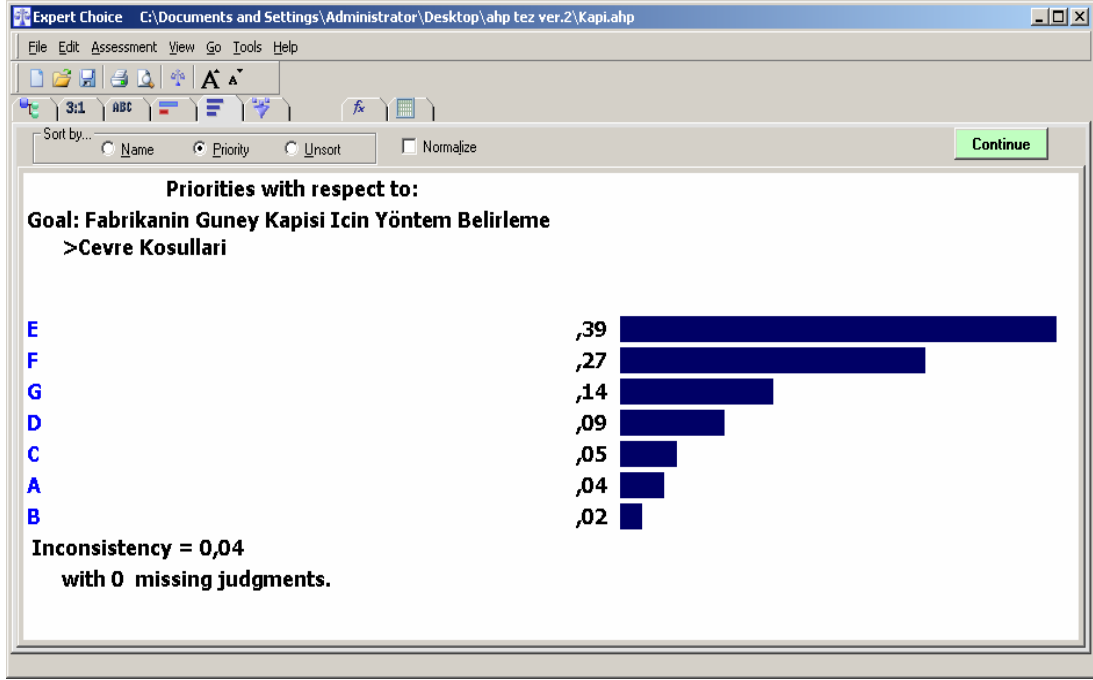 Expert Choice C:\Documents and Settings\Administrator\Desktop\ahp tez ver.2\Kapi.ahp
File Edit Assessment View Go Tools Help
A A
3:1 ABC fx
Sort by... Name Priority Unsort Normalize Continue
Priorities with respect to:
Goal: Fabrikanin Guney Kapisi Icin Yöntem Belirleme
>Cevre Kosullari
E ,39
F ,27
G ,14
D ,09
C ,05
A ,04
B ,02
Inconsistency = 0,04
with 0 missing judgments.